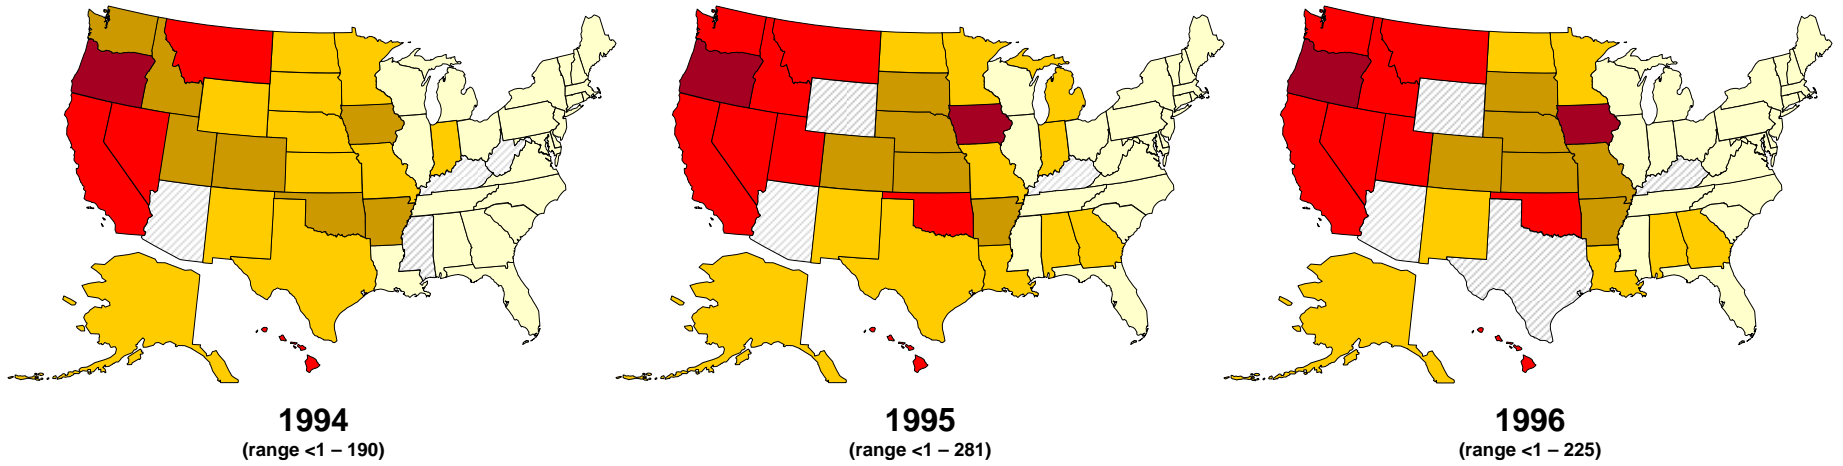 1994
(range <1 – 190)
1995
(range <1 – 281)
1996
(range <1 – 225)